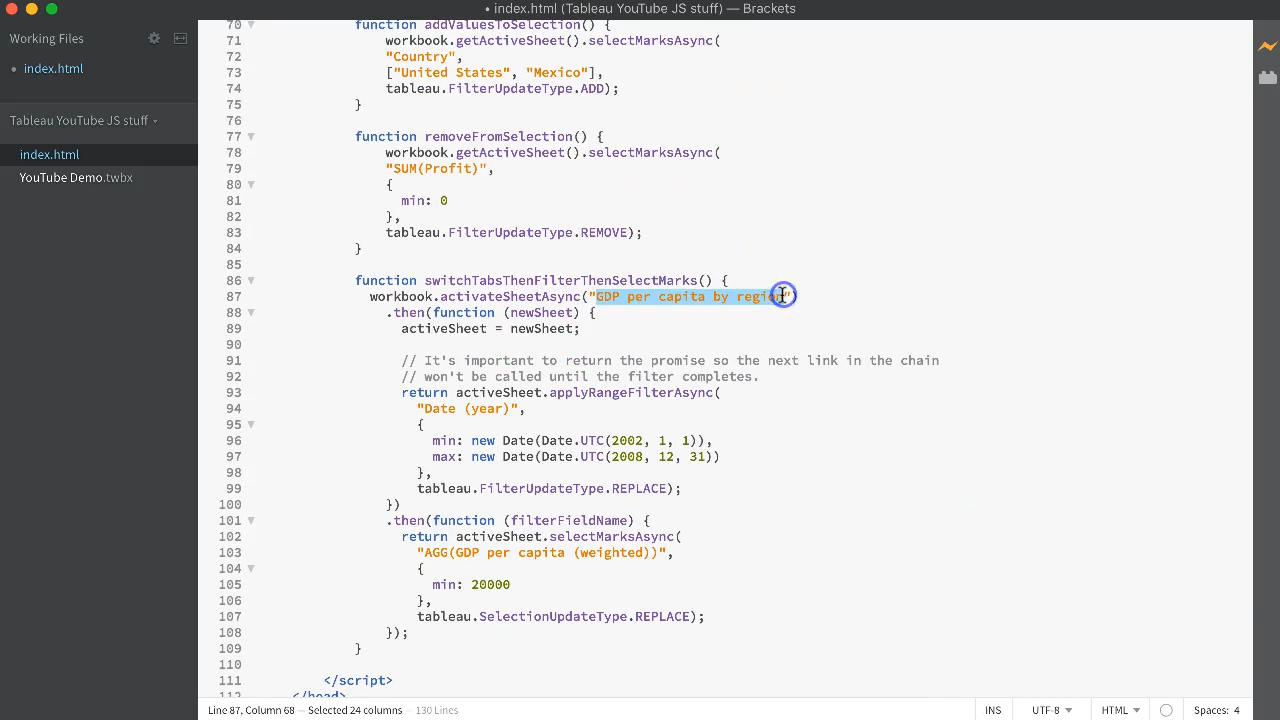 • index.html (Tableau YouTube JS stuff) — Brackets
Working Files
• index.html
Tableau YouTube JS stuff
index.html
YouTube Demo.twbx
70 function addValuesToSelection() {
71 workbook.getActiveSheet().selectMarksAsync(
72 "Country",
73 ["United States", "Mexico"],
74 tableau.FilterUpdateType.ADD);
75 }
76
77 function removeFromSelection() {
78 workbook.getActiveSheet().selectMarksAsync(
79 "SUM(Profit)",
80 {
81 min: 0
82 },
83 tableau.FilterUpdateType.REMOVE);
84 }
85
86 function switchTabsThenFilterThenSelectMarks() {
87 workbook.activateSheetAsync("GDP per capita by region")
88 .then(function (newSheet) {
89 activeSheet = newSheet;
90
91 // It's important to return the promise so the next link in the chain
92 // won't be called until the filter completes.
93 return activeSheet.applyRangeFilterAsync(
94 "Date (year)",
95 {
96 min: new Date(Date.UTC(2002, 1, 1)),
97 max: new Date(Date.UTC(2008, 12, 31))
98 },
99 tableau.FilterUpdateType.REPLACE);
100 })
101 .then(function (filterFieldName) {
102 return activeSheet.selectMarksAsync(
103 "AGG(GDP per capita (weighted))",
104 {
105 min: 20000
106 },
107 tableau.SelectionUpdateType.REPLACE);
108 });
109 }
110
111 </script>
112 </head>
Line 87, Column 68 — Selected 24 columns — 130 Lines INS UTF-8 HTML Spaces: 4